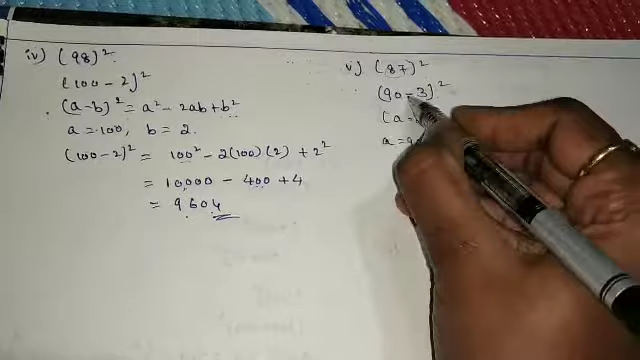 iv) (98)².
(100-2)²
(a-b)² = a² - 2ab + b²
a = 100, b = 2.
(100-2)² = 100² - 2(100)(2) + 2²
= 10,000 - 400 + 4
= 9604
v) (87)²
(90-3)²
(a-
a = 9